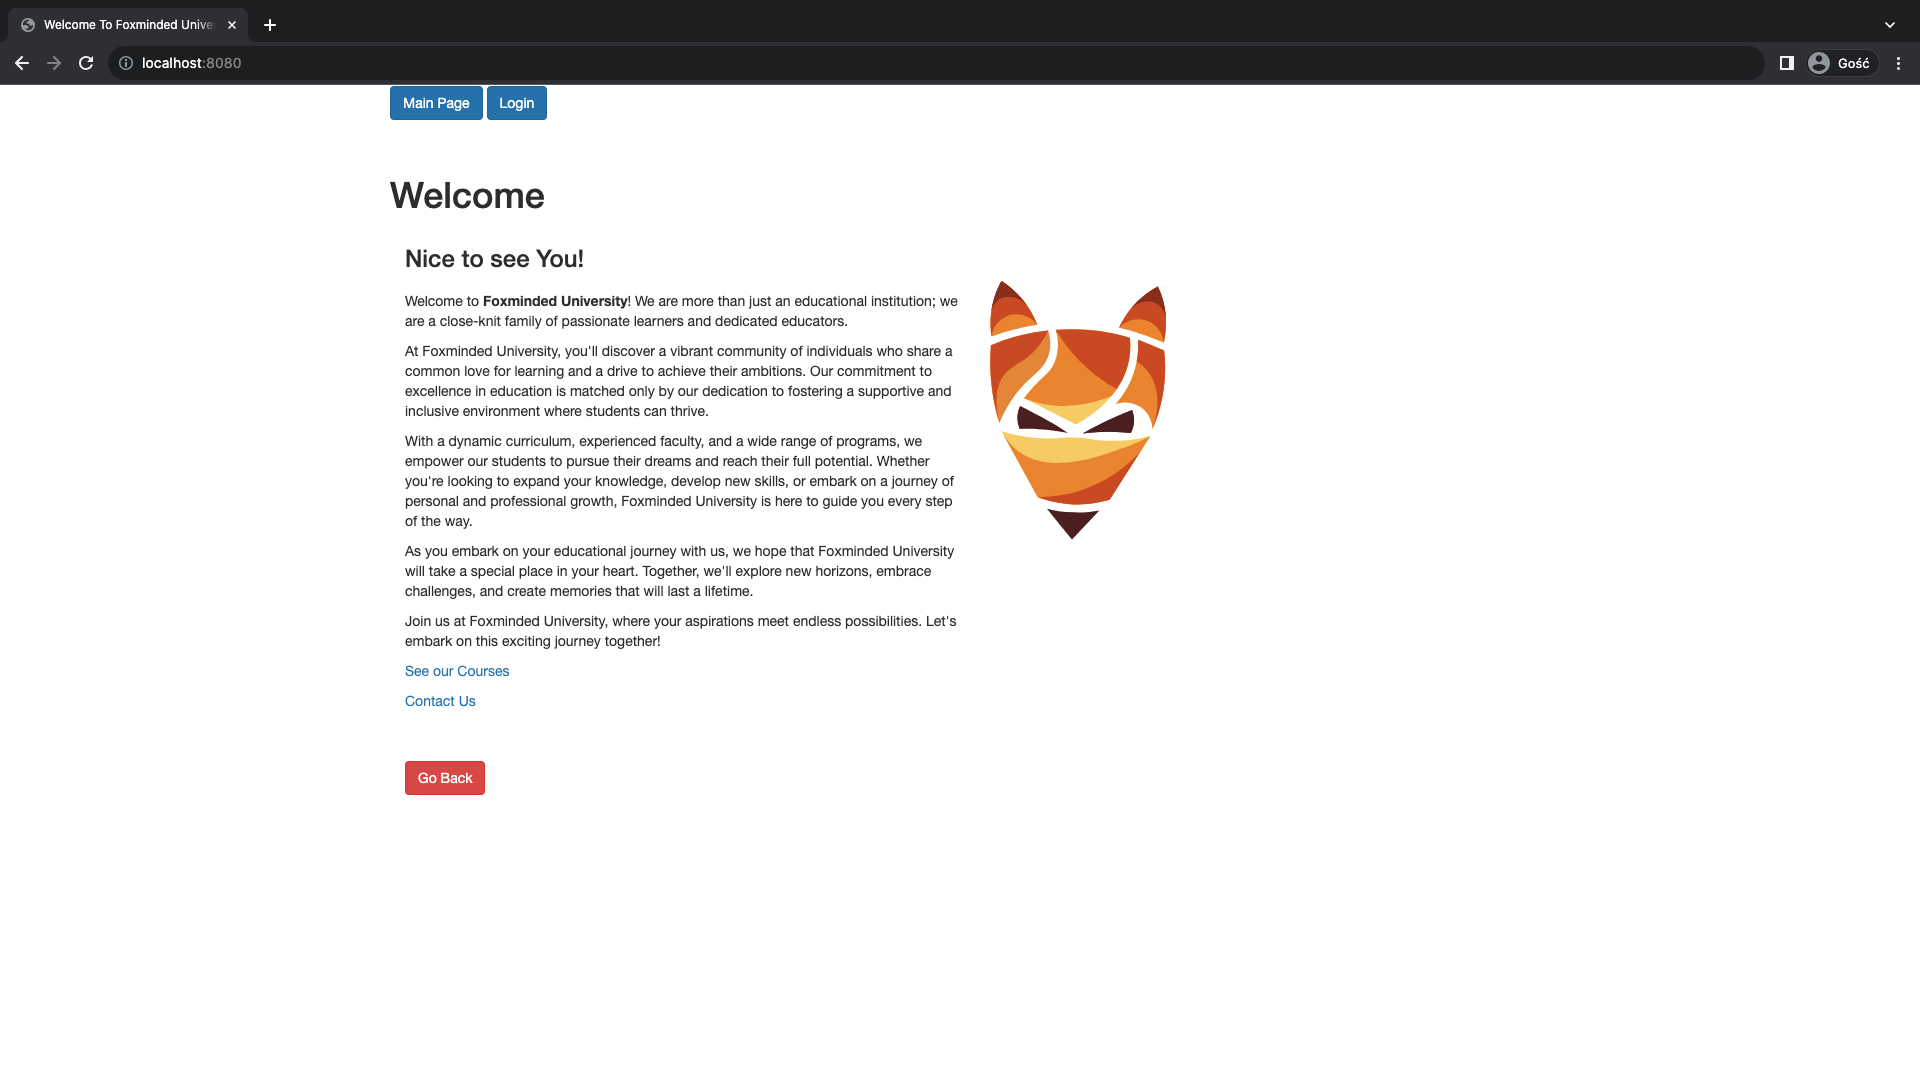 Welcome To Foxminded Unive
localhost:8080
Gość
Main Page Login
Welcome
Nice to see You!
Welcome to Foxminded University! We are more than just an educational institution; we
are a close-knit family of passionate learners and dedicated educators.
At Foxminded University, you'll discover a vibrant community of individuals who share a
common love for learning and a drive to achieve their ambitions. Our commitment to
excellence in education is matched only by our dedication to fostering a supportive and
inclusive environment where students can thrive.
With a dynamic curriculum, experienced faculty, and a wide range of programs, we
empower our students to pursue their dreams and reach their full potential. Whether
you're looking to expand your knowledge, develop new skills, or embark on a journey of
personal and professional growth, Foxminded University is here to guide you every step
of the way.
As you embark on your educational journey with us, we hope that Foxminded University
will take a special place in your heart. Together, we'll explore new horizons, embrace
challenges, and create memories that will last a lifetime.
Join us at Foxminded University, where your aspirations meet endless possibilities. Let's
embark on this exciting journey together!
See our Courses
Contact Us
Go Back